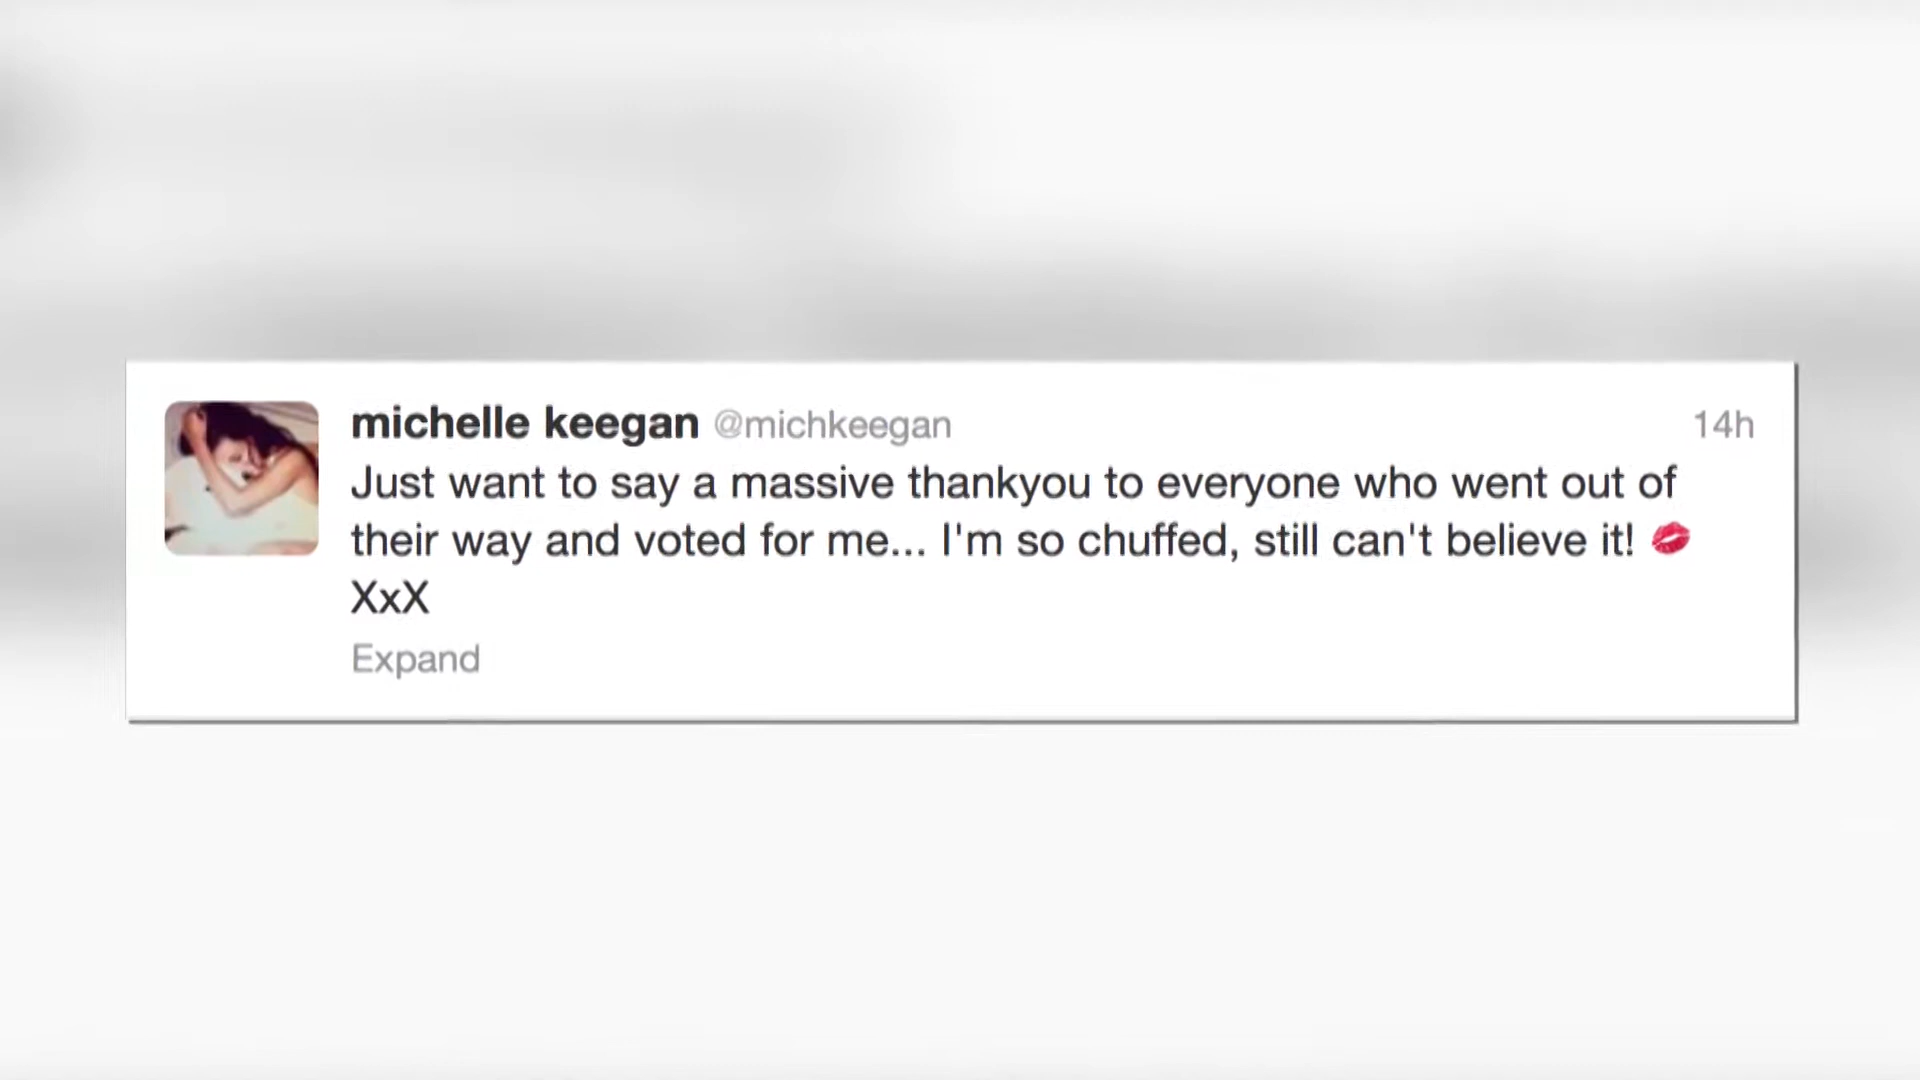 michelle keegan @michkeegan 14h
Just want to say a massive thankyou to everyone who went out of
their way and voted for me... I'm so chuffed, still can't believe it! 💋
XxX
Expand